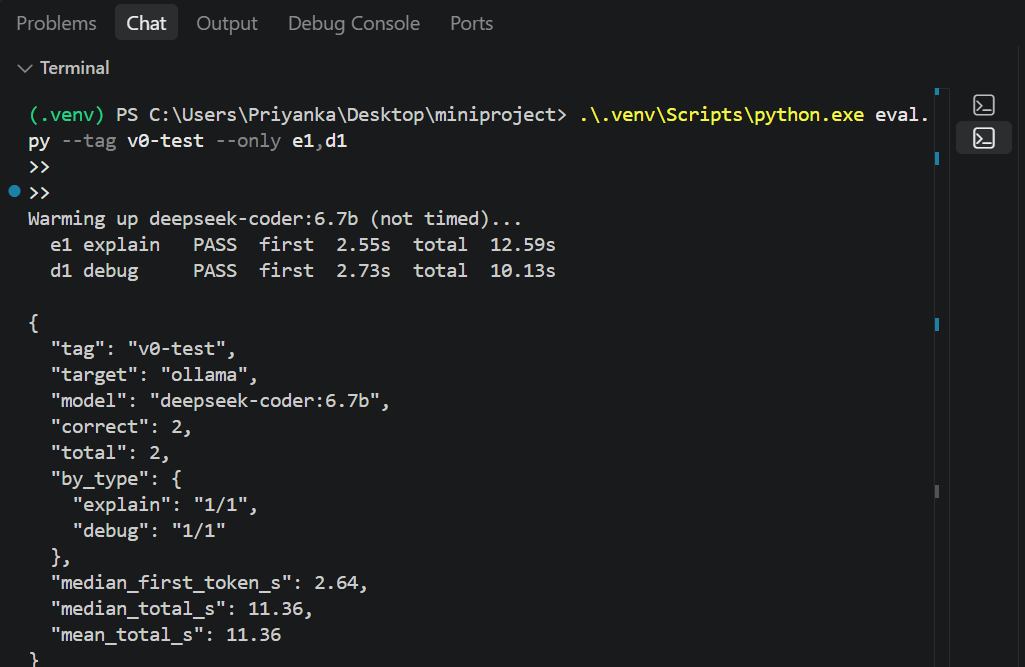 Problems Chat Output Debug Console Ports
Terminal
(.venv) PS C:\Users\Priyanka\Desktop\miniproject> .\.venv\Scripts\python.exe eval.
py --tag v0-test --only e1,d1
>>
>>
Warming up deepseek-coder:6.7b (not timed)...
  e1 explain   PASS  first  2.55s  total  12.59s
  d1 debug     PASS  first  2.73s  total  10.13s

{
  "tag": "v0-test",
  "target": "ollama",
  "model": "deepseek-coder:6.7b",
  "correct": 2,
  "total": 2,
  "by_type": {
    "explain": "1/1",
    "debug": "1/1"
  },
  "median_first_token_s": 2.64,
  "median_total_s": 11.36,
  "mean_total_s": 11.36
}